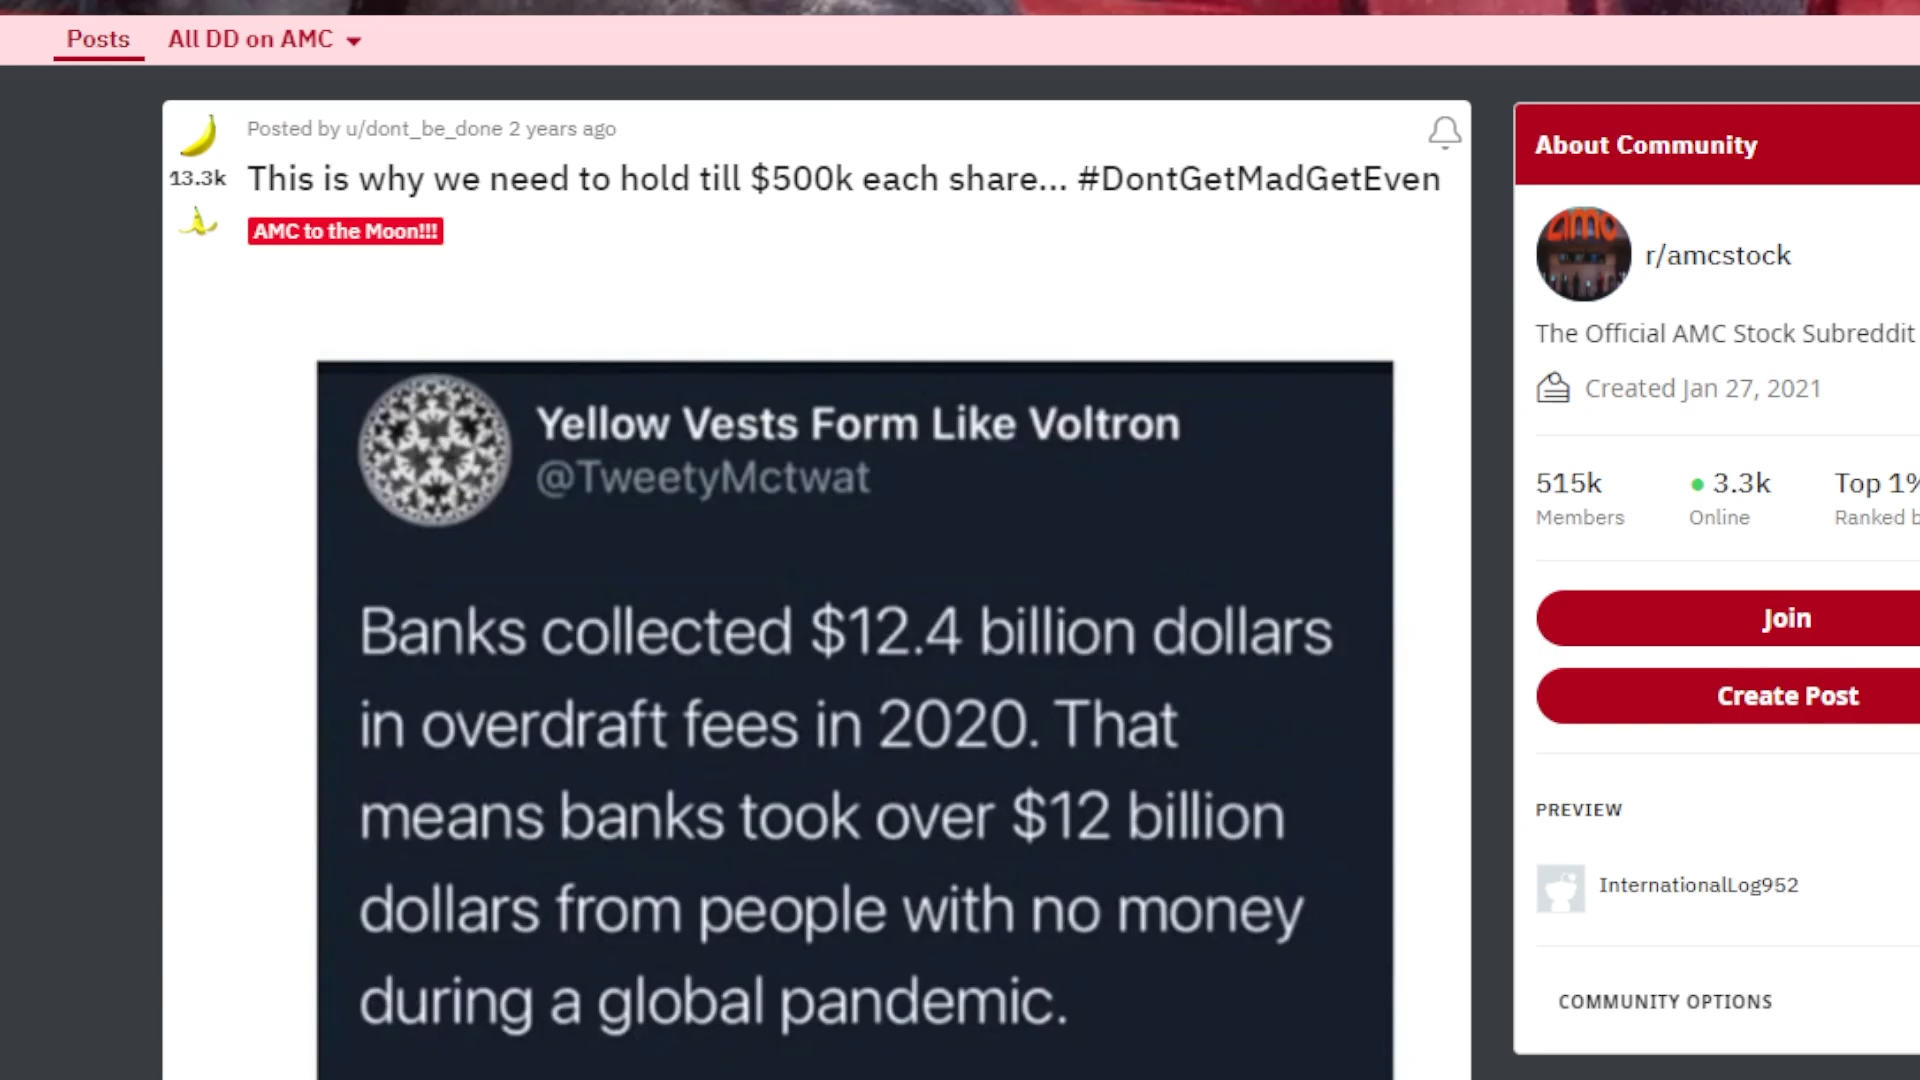 Posts All DD on AMC
Posted by u/dont_be_done 2 years ago
13.3k
This is why we need to hold till $500k each share... #DontGetMadGetEven
AMC to the Moon!!!
Yellow Vests Form Like Voltron
@TweetyMctwat
Banks collected $12.4 billion dollars
in overdraft fees in 2020. That
means banks took over $12 billion
dollars from people with no money
during a global pandemic.
About Community
amc
r/amcstock
The Official AMC Stock Subreddit
Created Jan 27, 2021
515k 3.3k Top 1%
Members Online Ranked b
Join
Create Post
PREVIEW
InternationalLog952
COMMUNITY OPTIONS